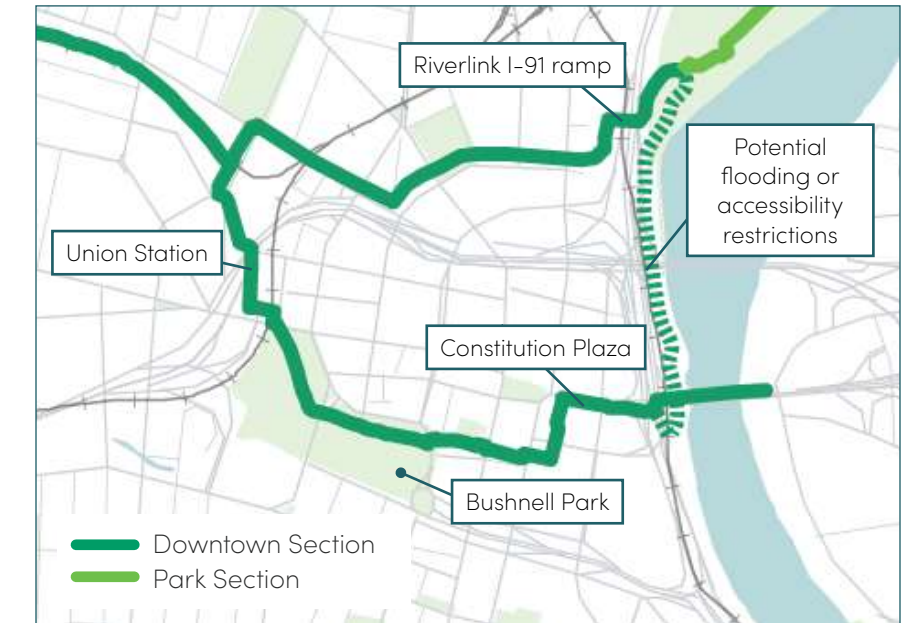 Riverlink I-91 ramp
Potential
flooding or
accessibility
restrictions
Union Station
Constitution Plaza
Bushnell Park
Downtown Section
Park Section